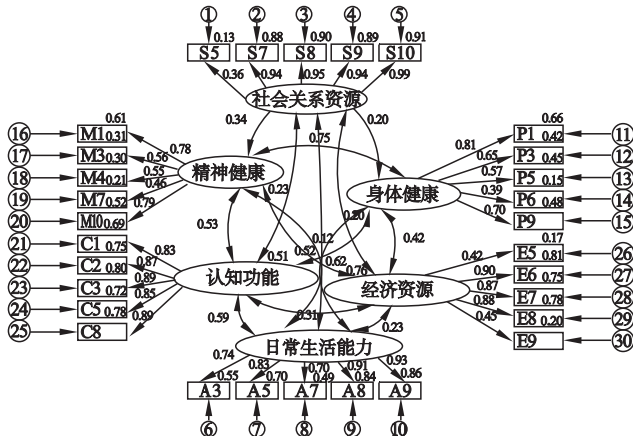 ① ② ③ ④ ⑤
0.13 0.88 0.90 0.89 0.91
S5 S7 S8 S9 S10
0.36 0.94 0.95 0.94 0.99
社会关系资源
0.34 0.75 0.20
0.61 0.66
⑯ M1 0.31 0.78 0.81 P1 0.42 ⑪
⑰ M3 0.30 0.56 0.65 P3 0.45 ⑫
⑱ M4 0.21 0.55 精神健康 0.57 P5 0.15 ⑬
⑲ M7 0.52 0.46 0.23 身体健康 0.39 P6 0.48 ⑭
⑳ M10 0.69 0.79 0.20 0.70 P9 ⑮
㉑ C1 0.75 0.83 0.53 0.52 0.12 0.42 0.17
㉒ C2 0.80 0.87 0.51 0.62 0.76 0.42 E5 0.81 ㉖
㉓ C3 0.72 0.89 认知功能 0.90 E6 0.75 ㉗
㉔ C5 0.78 0.85 经济资源 0.87 E7 0.78 ㉘
㉕ C8 0.89 0.59 0.31 0.23 0.88 E8 0.20 ㉙
0.45 E9 ㉚
日常生活能力
0.74 0.83 0.70 0.91 0.93
0.55 0.70 0.49 0.84 0.86
A3 A5 A7 A8 A9
⑥ ⑦ ⑧ ⑨ ⑩